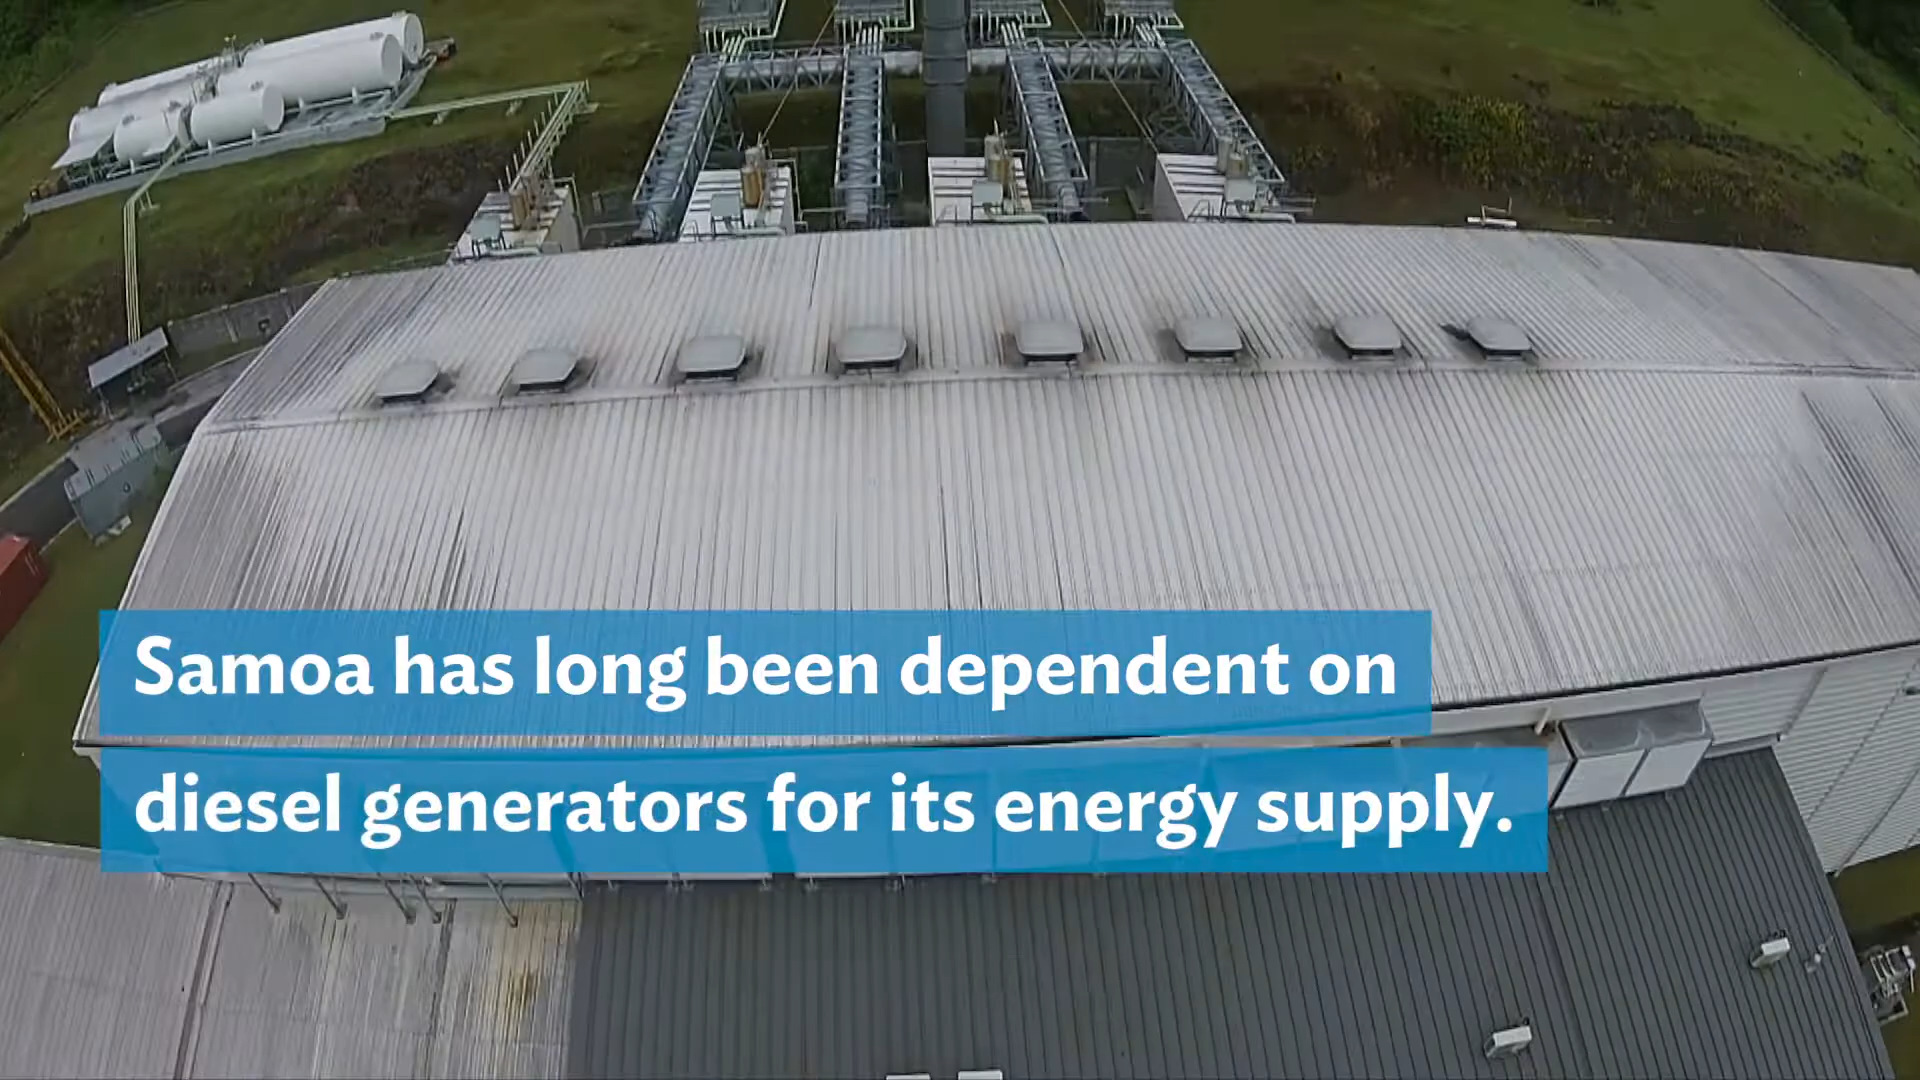 Samoa has long been dependent on
diesel generators for its energy supply.